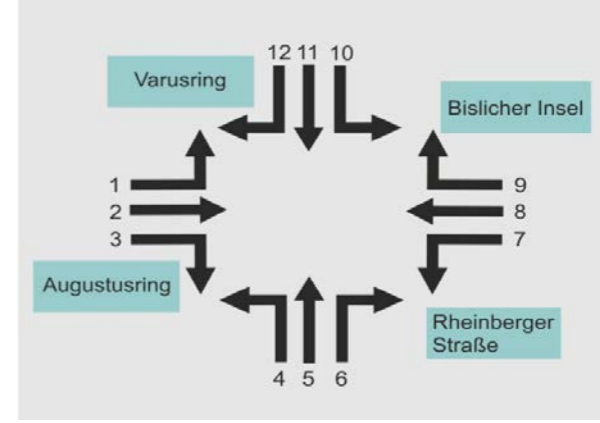 12 11 10
Varusring
Bislicher Insel
1
9
2
8
3
7
Augustusring
Rheinberger
Straße
4 5 6